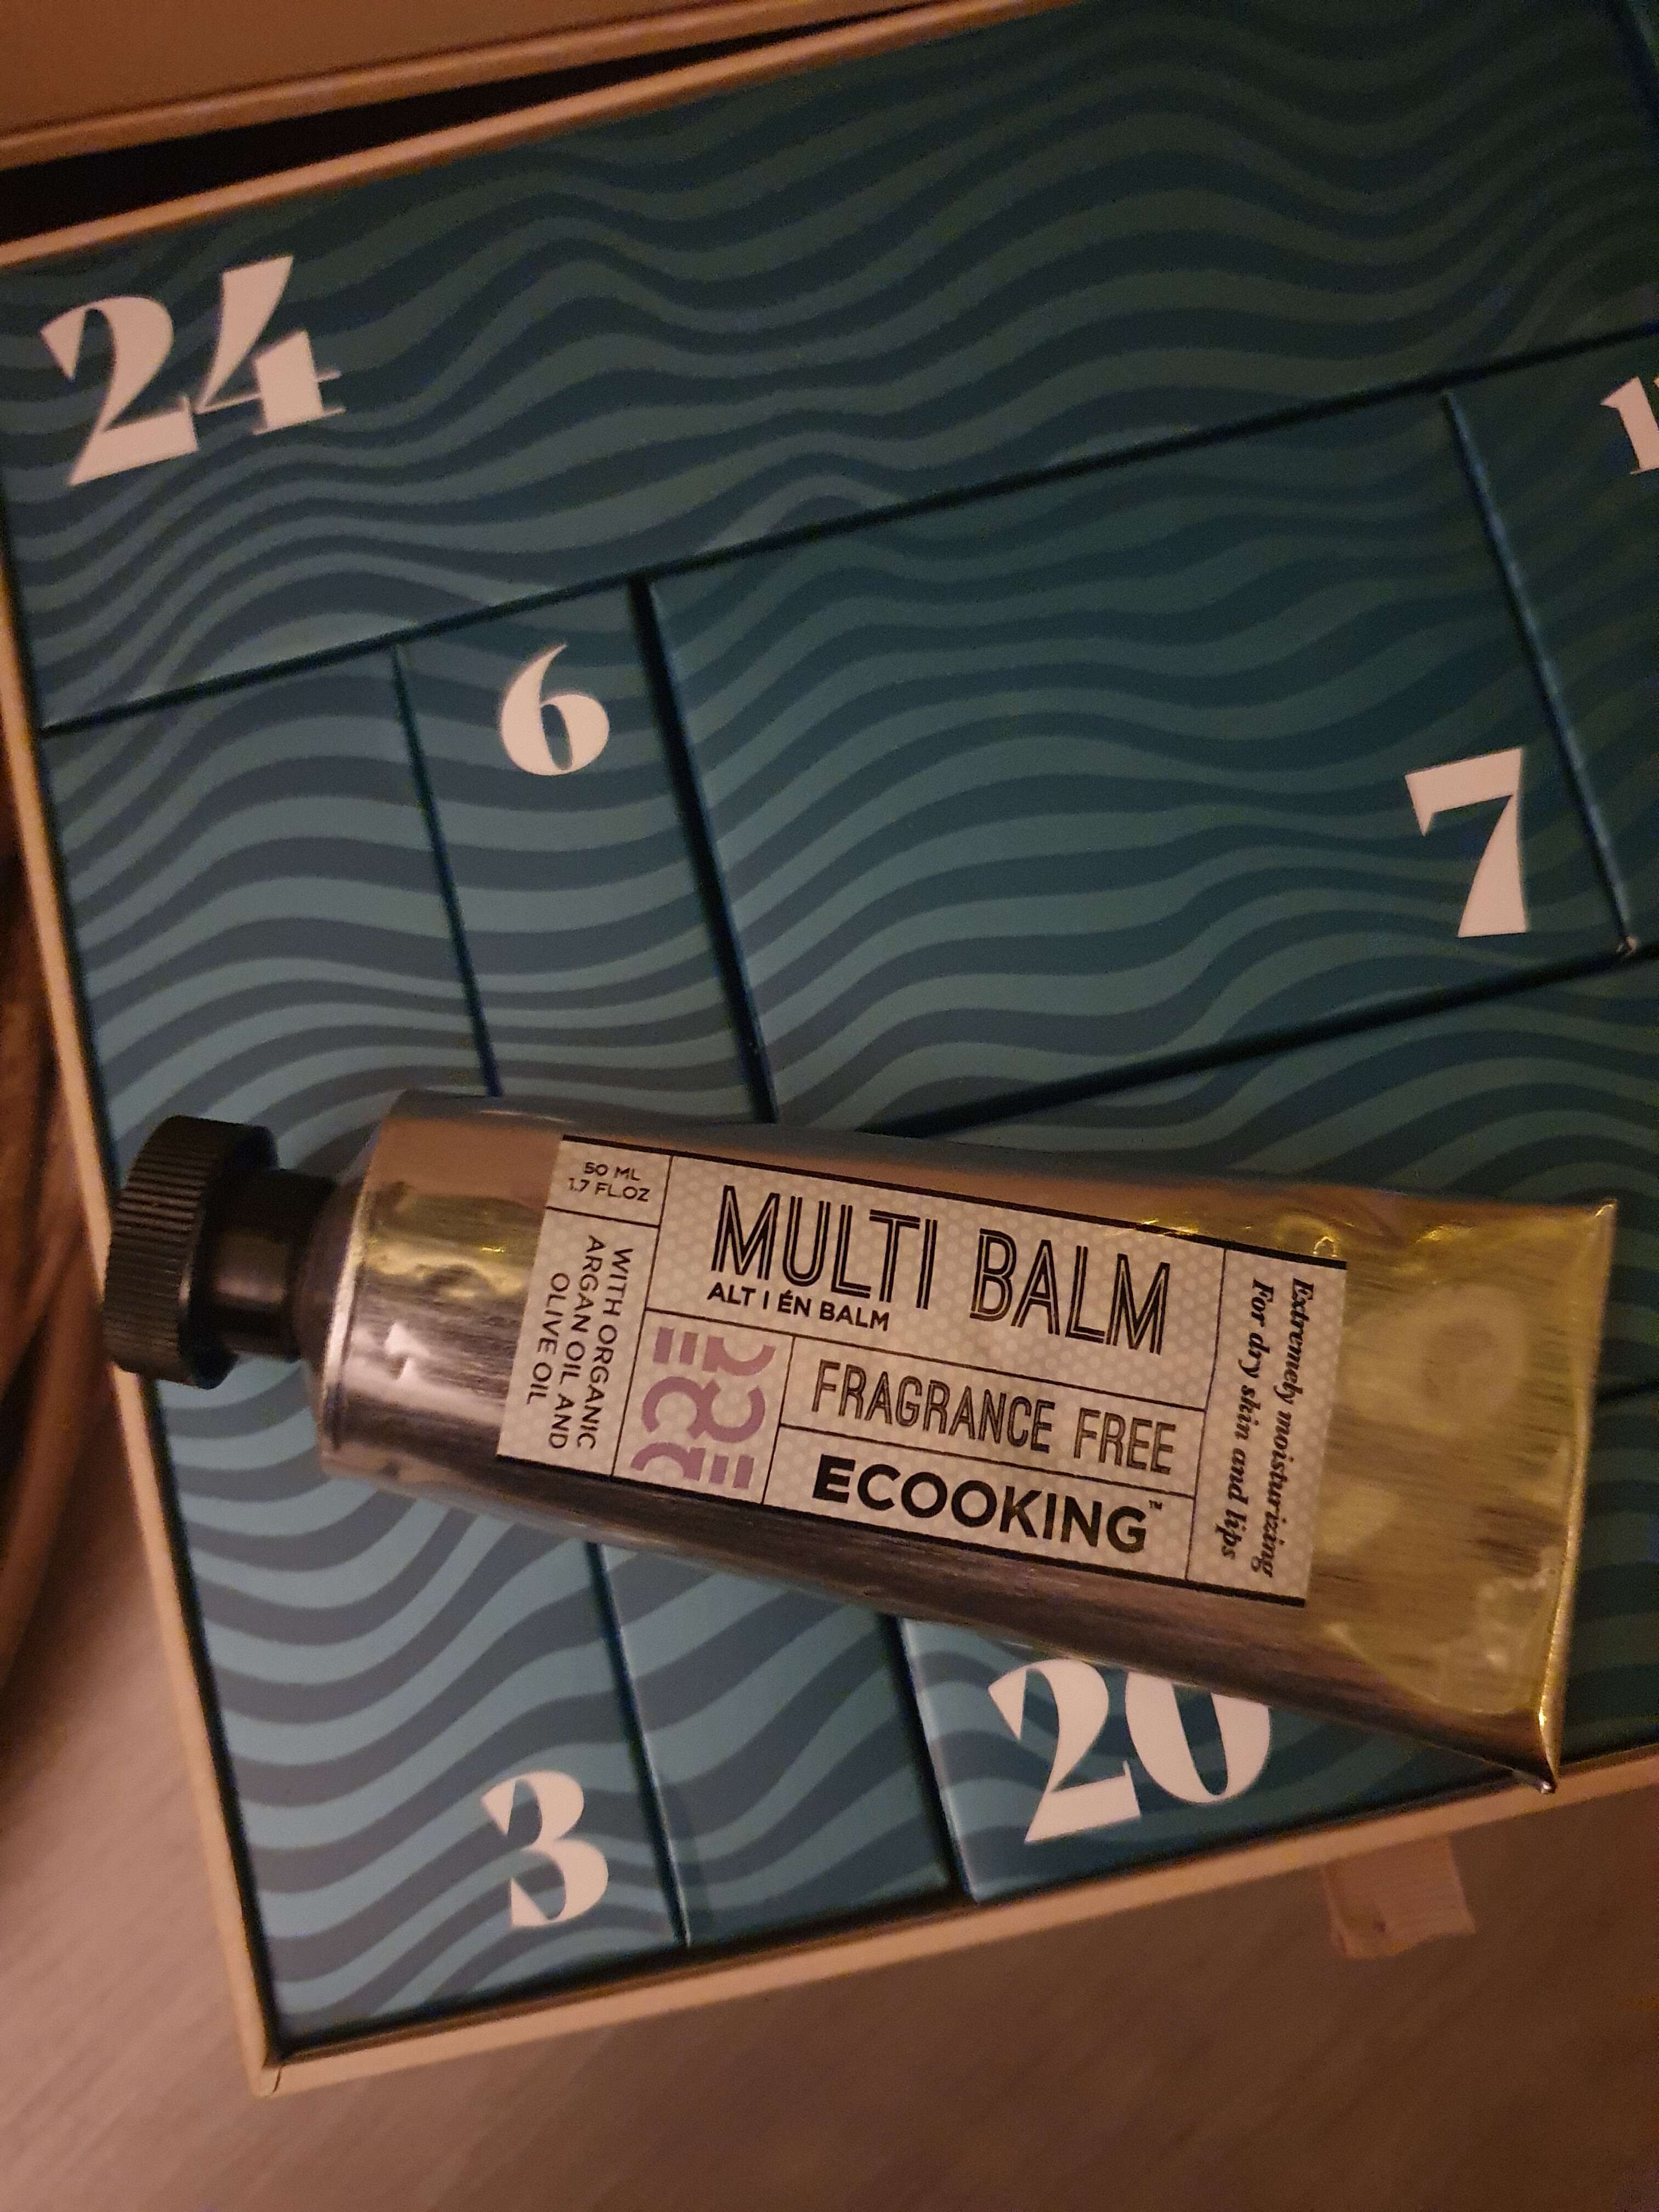 24
1
6
7
50 ML
1.7 FL.OZ
WITH ORGANIC
ARGAN OIL AND
OLIVE OIL
MULTI BALM
ALT I ÉN BALM
FRAGRANCE FREE
ECOOKING™
Extremely moisturizing
For dry skin and lips
3
20